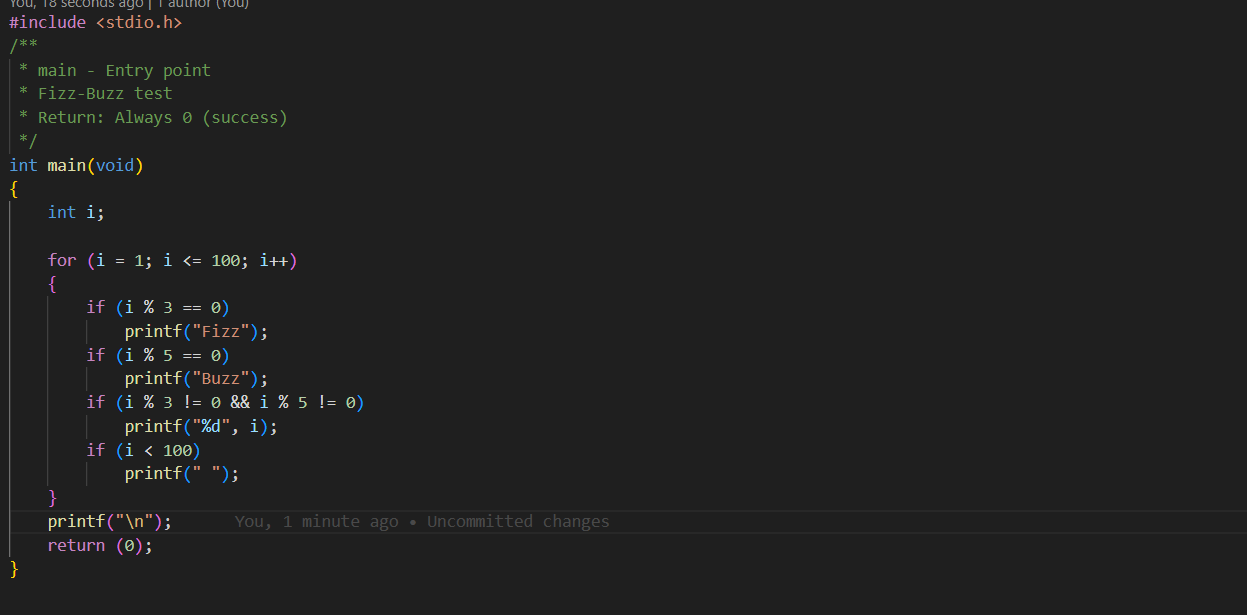 You, 18 seconds ago | 1 author (You)
#include <stdio.h>
/**
 * main - Entry point
 * Fizz-Buzz test
 * Return: Always 0 (success)
 */
int main(void)
{
    int i;

    for (i = 1; i <= 100; i++)
    {
        if (i % 3 == 0)
            printf("Fizz");
        if (i % 5 == 0)
            printf("Buzz");
        if (i % 3 != 0 && i % 5 != 0)
            printf("%d", i);
        if (i < 100)
            printf(" ");
    }
    printf("\n");      You, 1 minute ago • Uncommitted changes
    return (0);
}